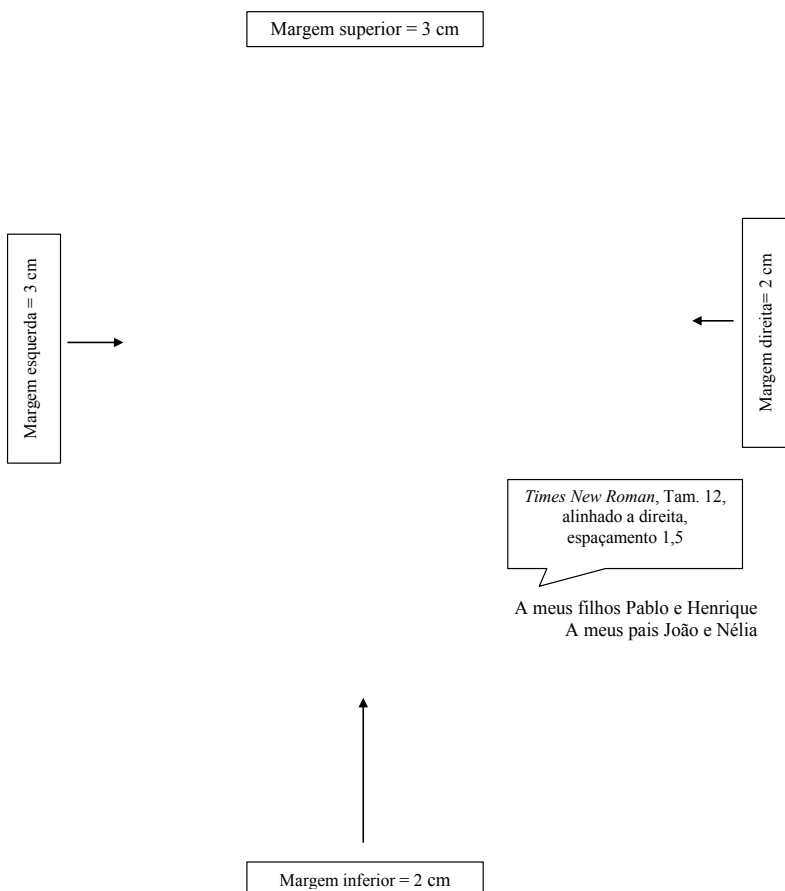 Margem superior = 3 cm
Margem esquerda = 3 cm
Margem direita= 2 cm
Times New Roman, Tam. 12,
alinhado a direita,
espaçamento 1,5
A meus filhos Pablo e Henrique
A meus pais João e Nélia
Margem inferior = 2 cm